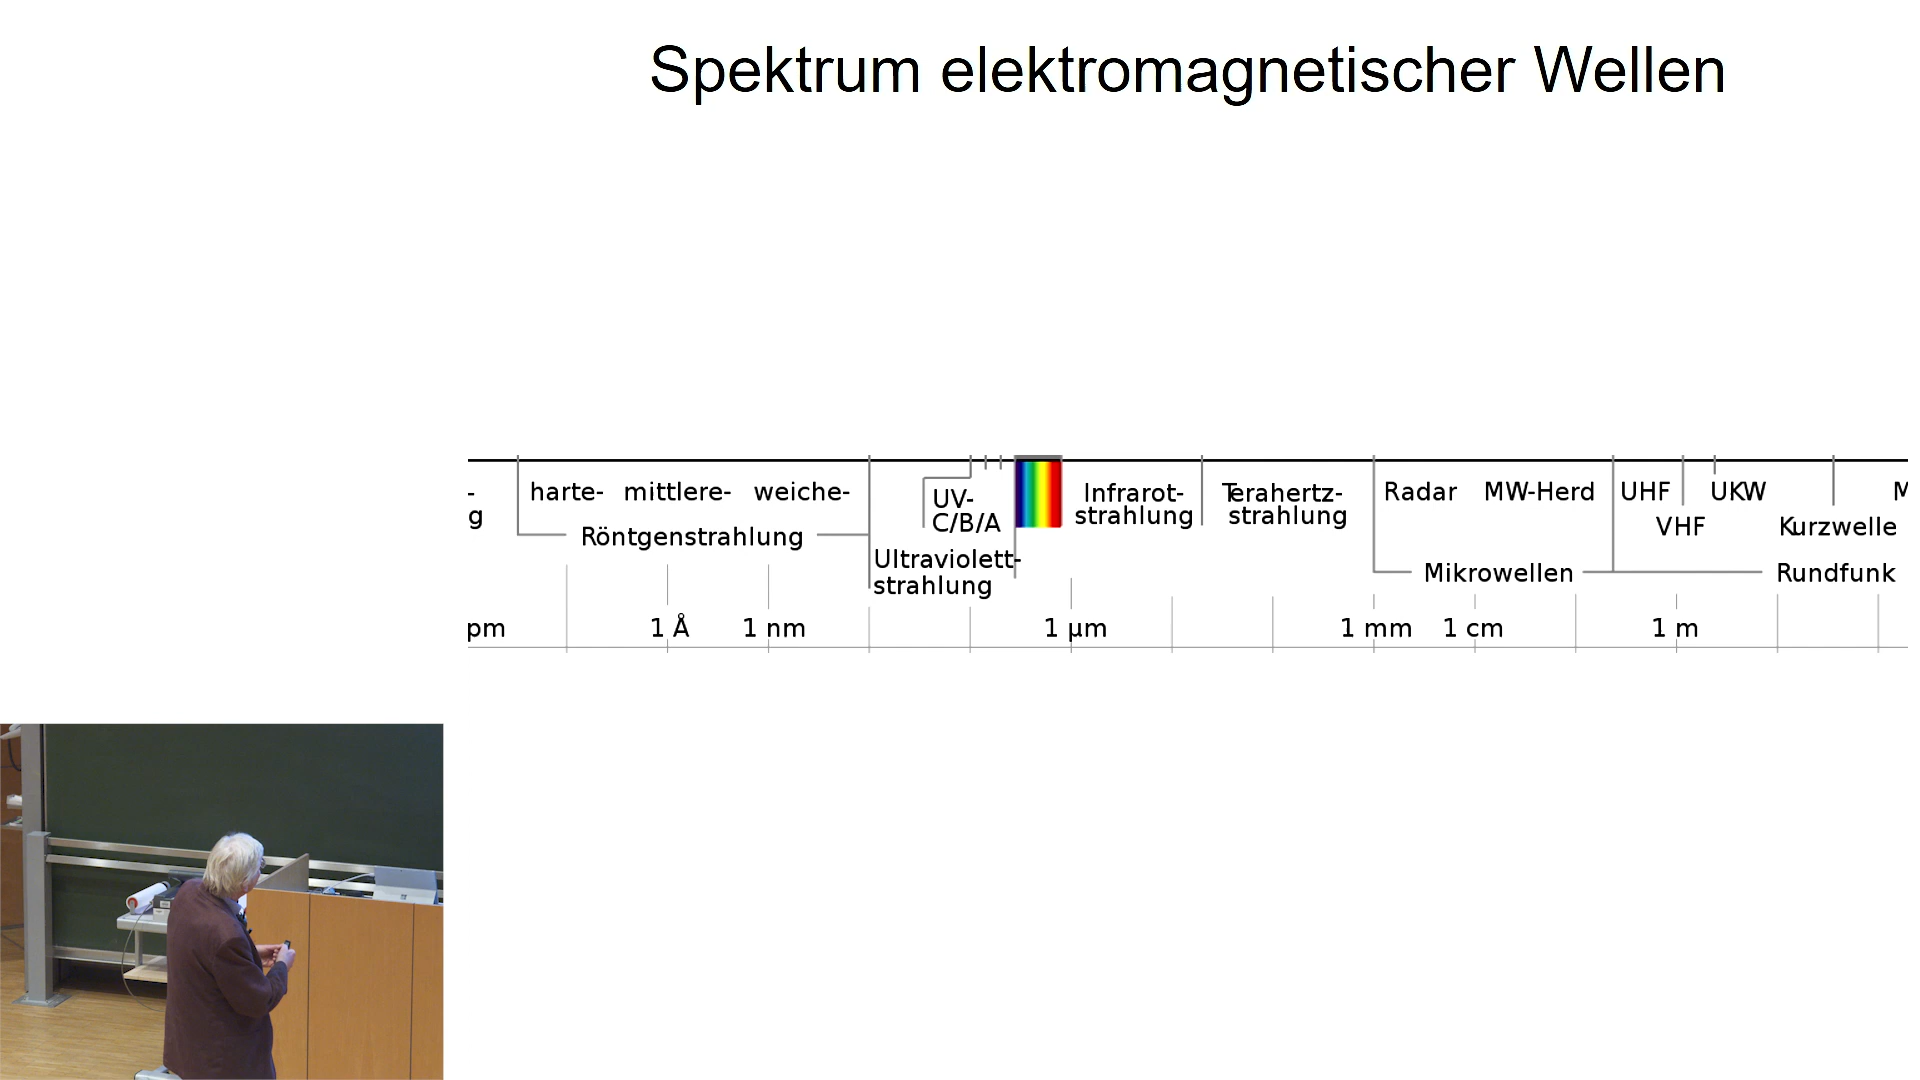 Spektrum elektromagnetischer Wellen
-
g
harte- mittlere- weiche-
Röntgenstrahlung
UV-
C/B/A
Ultraviolett-
strahlung
Infrarot-
strahlung
Terahertz-
strahlung
Radar MW-Herd
Mikrowellen
UHF UKW M
VHF Kurzwelle
Rundfunk
pm 1 Å 1 nm 1 µm 1 mm 1 cm 1 m